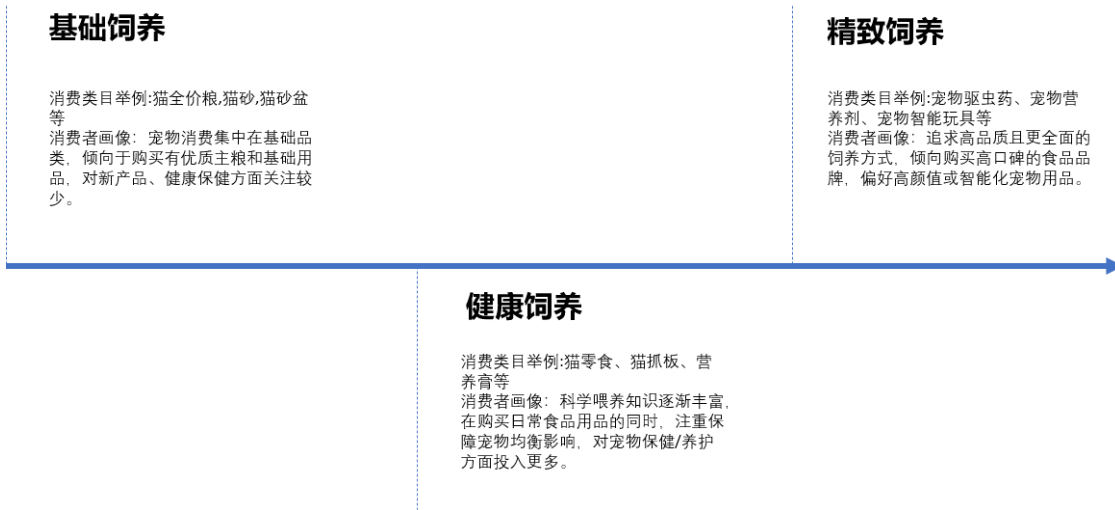 基础饲养
消费类目举例:猫全价粮,猫砂,猫砂盆
等
消费者画像：宠物消费集中在基础品
类，倾向于购买有优质主粮和基础用
品，对新产品、健康保健方面关注较
少。
精致饲养
消费类目举例:宠物驱虫药、宠物营
养剂、宠物智能玩具等
消费者画像：追求高品质且更全面的
饲养方式，倾向购买高口碑的食品品
牌，偏好高颜值或智能化宠物用品。
健康饲养
消费类目举例:猫零食、猫抓板、营
养膏等
消费者画像：科学喂养知识逐渐丰富，
在购买日常食品用品的同时，注重保
障宠物均衡影响，对宠物保健/养护
方面投入更多。